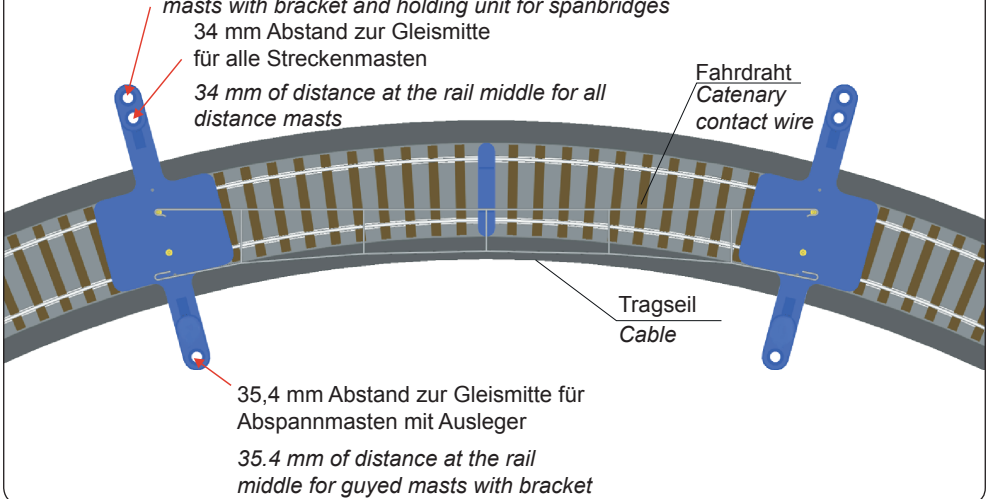 masts with bracket and holding unit for spanbridges
34 mm Abstand zur Gleismitte
für alle Streckenmasten
34 mm of distance at the rail middle for all
distance masts
Fahrdraht
Catenary
contact wire
Tragseil
Cable
35,4 mm Abstand zur Gleismitte für
Abspannmasten mit Ausleger
35.4 mm of distance at the rail
middle for guyed masts with bracket